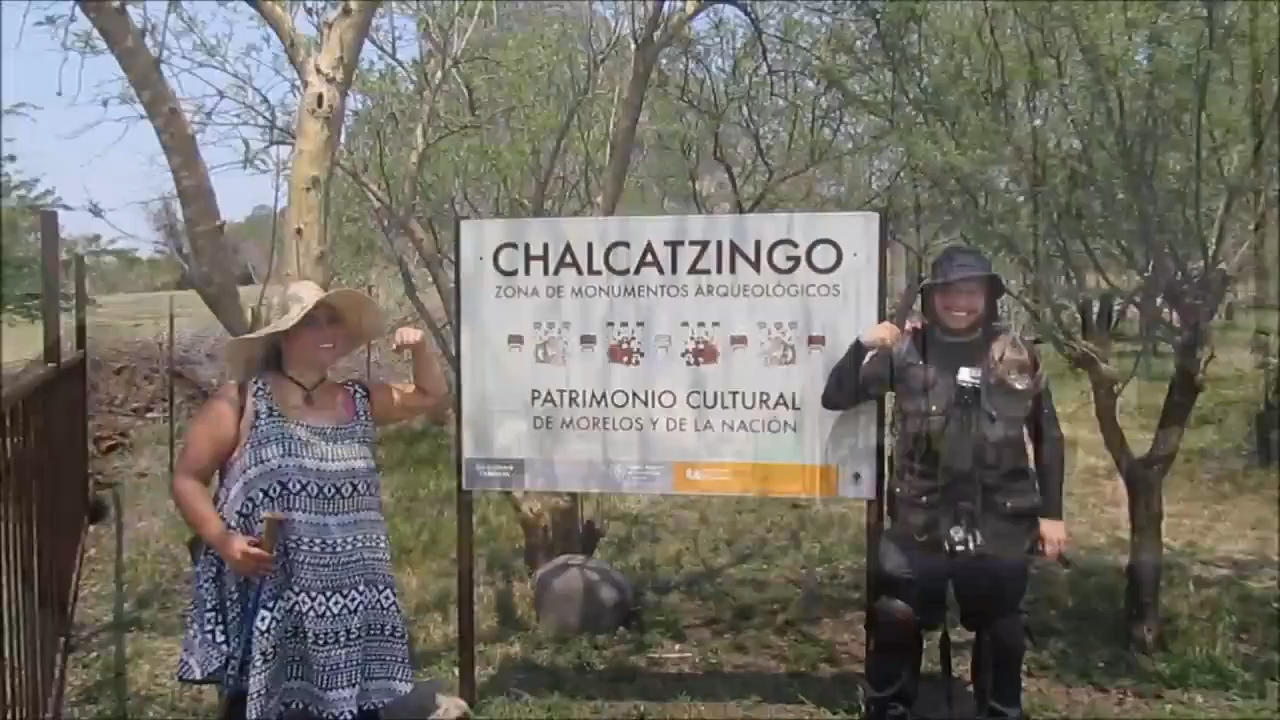 · CHALCATZINGO ·
ZONA DE MONUMENTOS ARQUEOLÓGICOS
PATRIMONIO CULTURAL
DE MORELOS Y DE LA NACIÓN